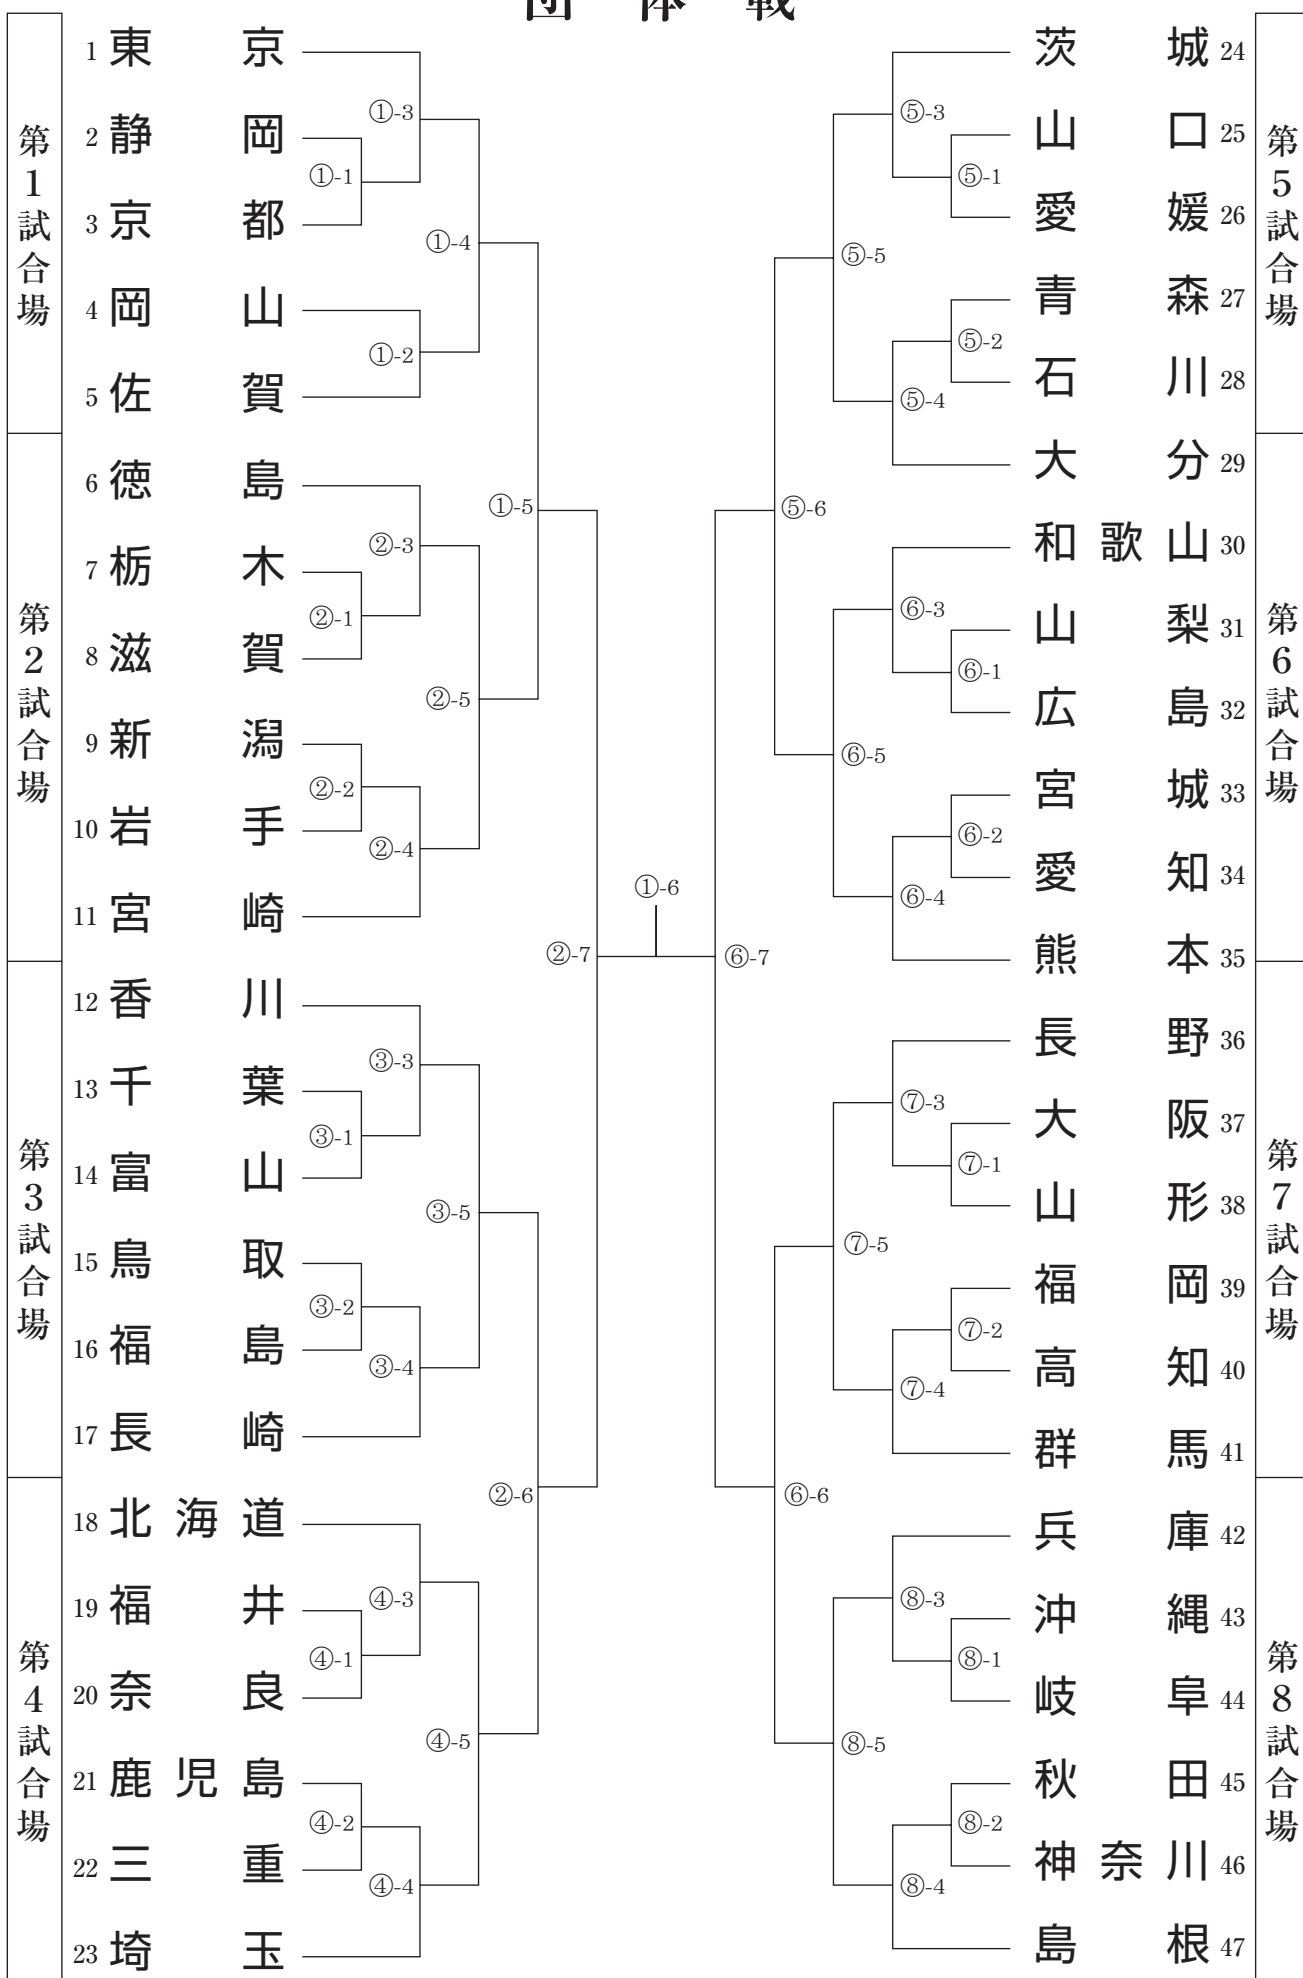 団体戦
第1試合場
1 東京
2 静岡
3 京都
4 岡山
5 佐賀
①-1
①-2
①-3
①-4
第2試合場
6 徳島
7 栃木
8 滋賀
9 新潟
10 岩手
11 宮崎
②-1
②-2
②-3
②-4
②-5
①-5
第3試合場
12 香川
13 千葉
14 富山
15 鳥取
16 福島
17 長崎
③-1
③-2
③-3
③-4
③-5
第4試合場
18 北海道
19 福井
20 奈良
21 鹿児島
22 三重
23 埼玉
④-1
④-2
④-3
④-4
④-5
②-6
②-7
①-6
⑥-7
第5試合場
茨城 24
山口 25
愛媛 26
青森 27
石川 28
大分 29
⑤-1
⑤-2
⑤-3
⑤-4
⑤-5
⑤-6
第6試合場
和歌山 30
山梨 31
広島 32
宮城 33
愛知 34
熊本 35
⑥-1
⑥-2
⑥-3
⑥-4
⑥-5
第7試合場
長野 36
大阪 37
山形 38
福岡 39
高知 40
群馬 41
⑦-1
⑦-2
⑦-3
⑦-4
⑦-5
⑥-6
第8試合場
兵庫 42
沖縄 43
岐阜 44
秋田 45
神奈川 46
島根 47
⑧-1
⑧-2
⑧-3
⑧-4
⑧-5